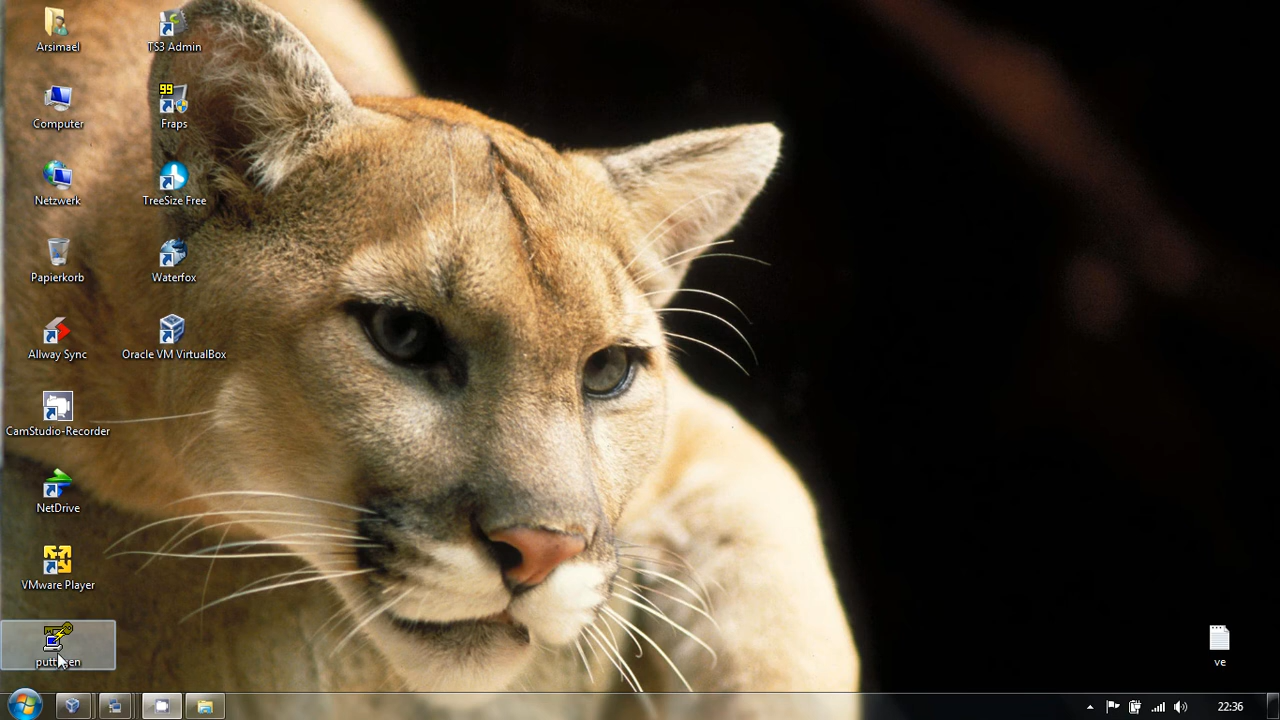 Arsimael
TS3 Admin
Computer
99
Fraps
Netzwerk
TreeSize Free
Papierkorb
Waterfox
Allway Sync
Oracle VM VirtualBox
CamStudio-Recorder
NetDrive
VMware Player
ve
22:36